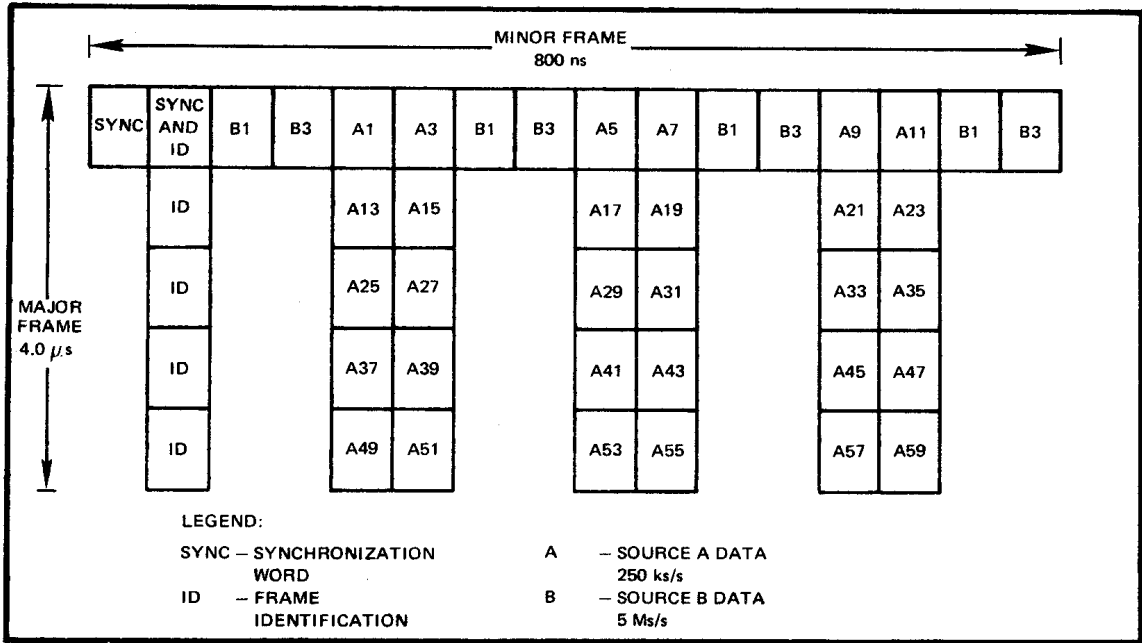 MINOR FRAME
800 ns
SYNC
SYNC AND ID
B1
B3
A1
A3
B1
B3
A5
A7
B1
B3
A9
A11
B1
B3
ID
A13
A15
A17
A19
A21
A23
ID
A25
A27
A29
A31
A33
A35
MAJOR
FRAME
4.0 μs
ID
A37
A39
A41
A43
A45
A47
ID
A49
A51
A53
A55
A57
A59
LEGEND:
SYNC – SYNCHRONIZATION
WORD
ID – FRAME
IDENTIFICATION
A – SOURCE A DATA
250 ks/s
B – SOURCE B DATA
5 Ms/s